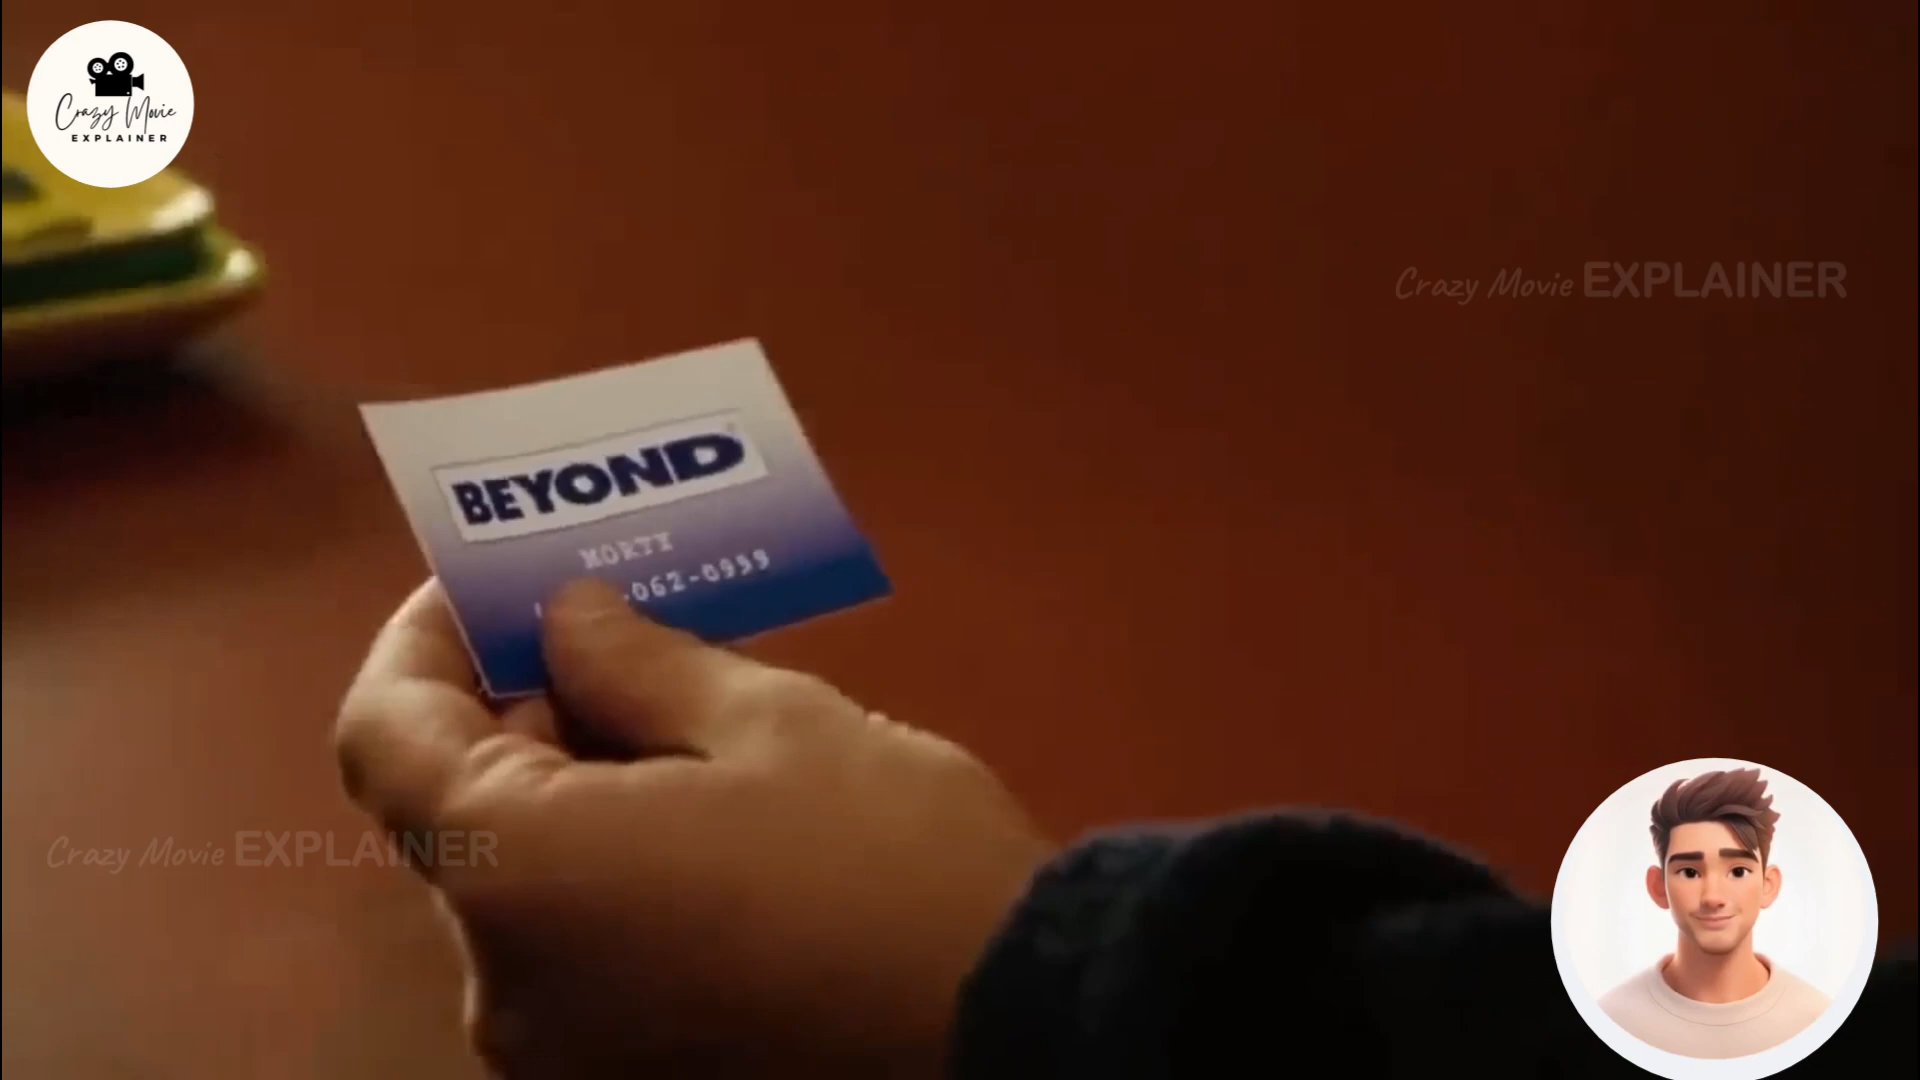 Crazy Movie
EXPLAINER
Crazy Movie EXPLAINER
BEYOND
MORTY
062-0959
Crazy Movie EXPLAINER